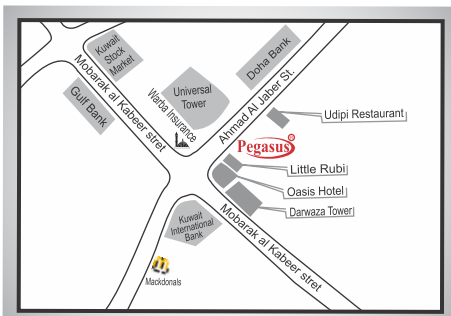 Kuwait
Stock
Market
Doha Bank
Mobarak al Kabeer stret
Gulf Bank
Universal
Tower
Warba Insurance
Ahmad Al Jaber St.
Udipi Restaurant
Pegasus
R
Little Rubi
Oasis Hotel
Darwaza Tower
Mobarak al Kabeer stret
Kuwait
International
Bank
Mackdonals